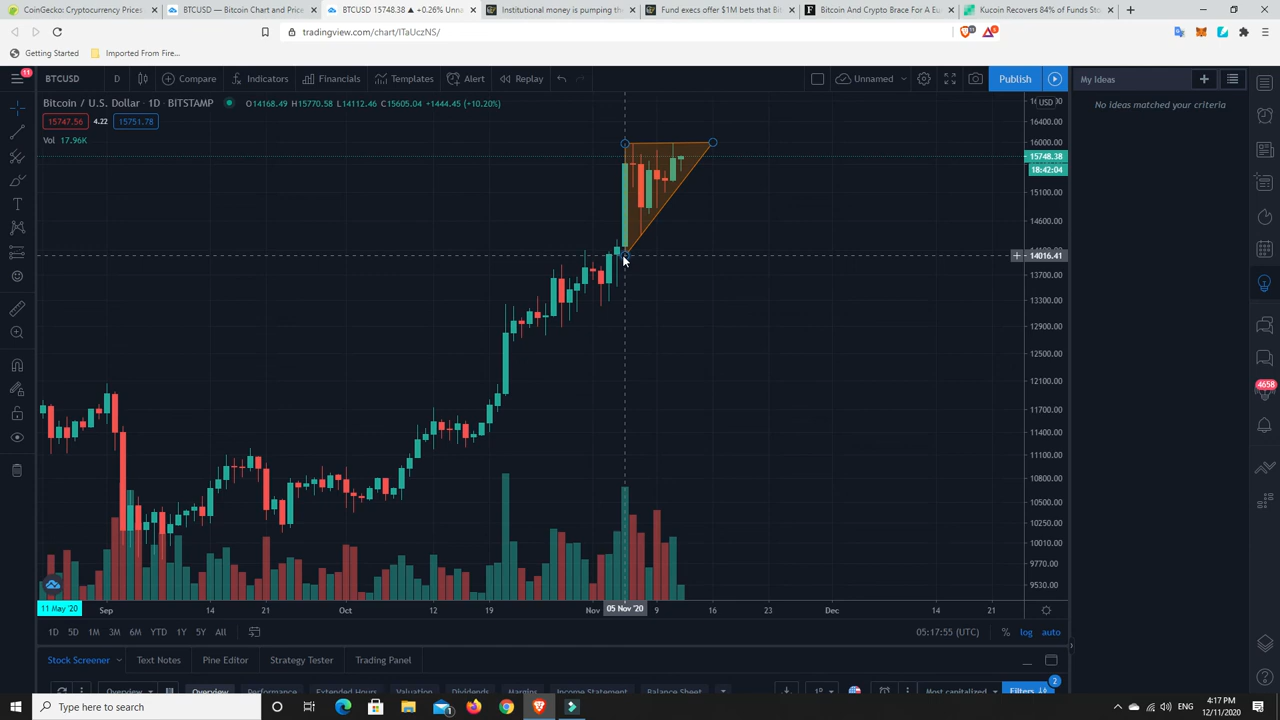 CoinGecko: Cryptocurrency Prices
BTCUSD — Bitcoin Chart and Price
BTCUSD 15748.38 ▲ +0.26% Unna
Institutional money is pumping the
Fund execs offer $1M bets that B
Bitcoin And Crypto Brace For A Eu
Kucoin Recovers 84% of Funds Sto
tradingview.com/chart/ITaUczNS/
Getting Started
Imported From Fire...
11
BTCUSD
D
Compare
Indicators
Financials
Templates
Alert
Replay
Unnamed
Publish
My Ideas
No ideas matched your criteria
Bitcoin / U.S. Dollar · 1D · BITSTAMP
O14168.49 H15770.58 L14112.46 C15605.04 +1444.45 (+10.20%)
15747.56
4.22
15751.78
Vol 17.96K
USD
16400.00
16000.00
15748.38
18:42:04
15100.00
14600.00
14016.41
13700.00
13300.00
12900.00
12500.00
12100.00
11700.00
11400.00
11100.00
10800.00
10500.00
10250.00
10010.00
9770.00
9530.00
4658
11 May '20
Sep
14
21
Oct
12
19
Nov
05 Nov '20
9
16
23
Dec
14
21
1D
5D
1M
3M
6M
YTD
1Y
5Y
All
05:17:55 (UTC)
%
log
auto
Stock Screener
Text Notes
Pine Editor
Strategy Tester
Trading Panel
Overview
Overview
Performance
Extended Hours
Valuation
Dividends
Margins
Income Statement
Balance Sheet
Most capitalized
Filters
2
Type here to search
ENG
4:17 PM
12/11/2020